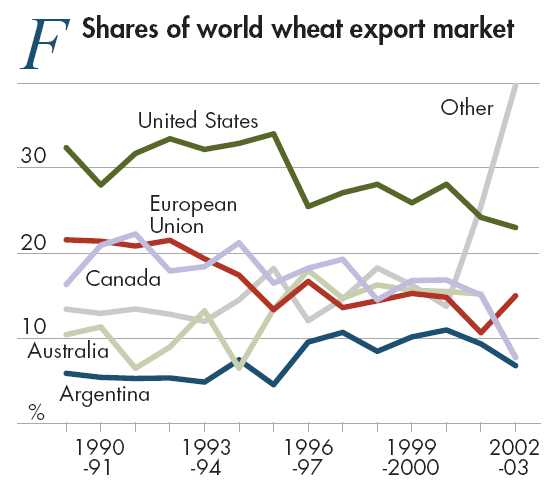 F Shares of world wheat export market
Other
United States
30
European
Union
20
Canada
10
Australia
Argentina
%
1990 1993 1996 1999 2002
-91 -94 -97 -2000 -03